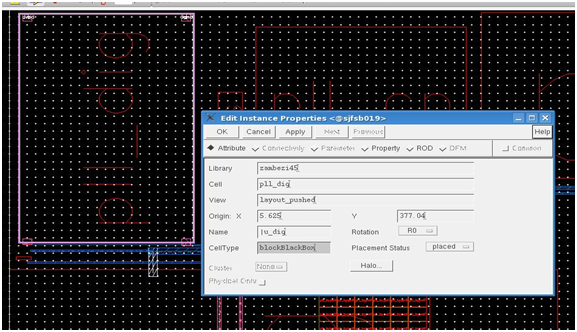 Edit Instance Properties <@sjfsb019>
OK Cancel Apply Next Previous Help
Attribute Connectivity Parameter Property ROD DFM Common
Library zambezi45
Cell pll_dig
View layout_pushed
Origin: X 5.625 Y 377.04
Name |u_dig Rotation R0
CellType blockBlackBox Placement Status placed
Cluster None Halo...
Physical Only